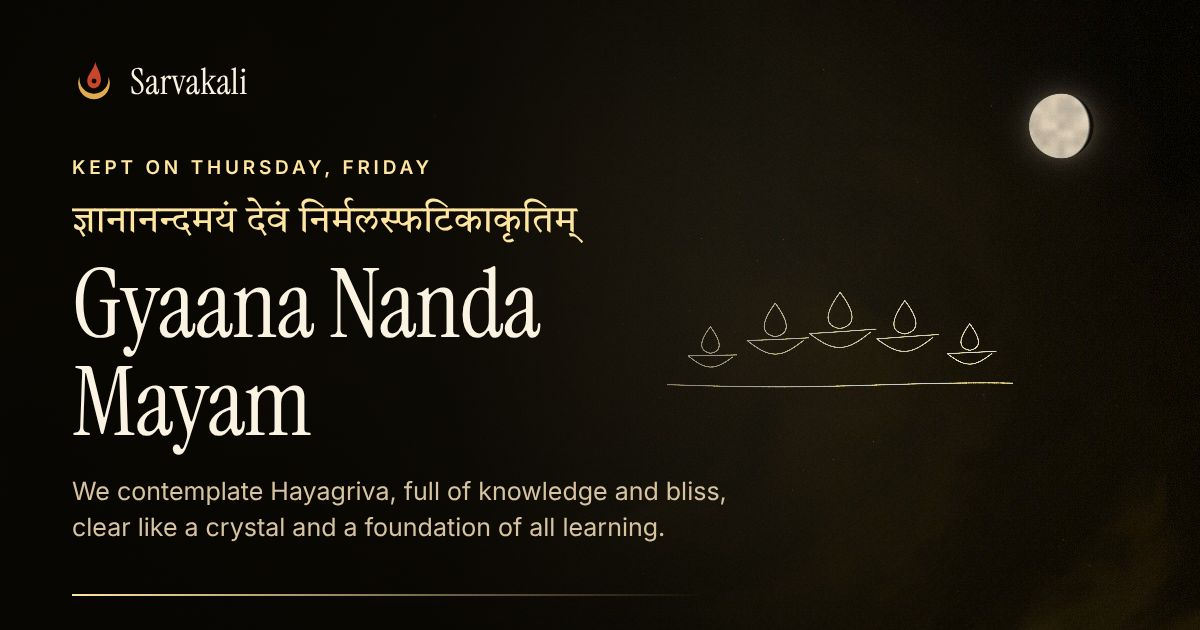 Sarvakali
KEPT ON THURSDAY, FRIDAY
ज्ञानानन्दमयं देवं निर्मलस्फटिकाकृतिम्
Gyaana Nanda
Mayam
We contemplate Hayagriva, full of knowledge and bliss,
clear like a crystal and a foundation of all learning.